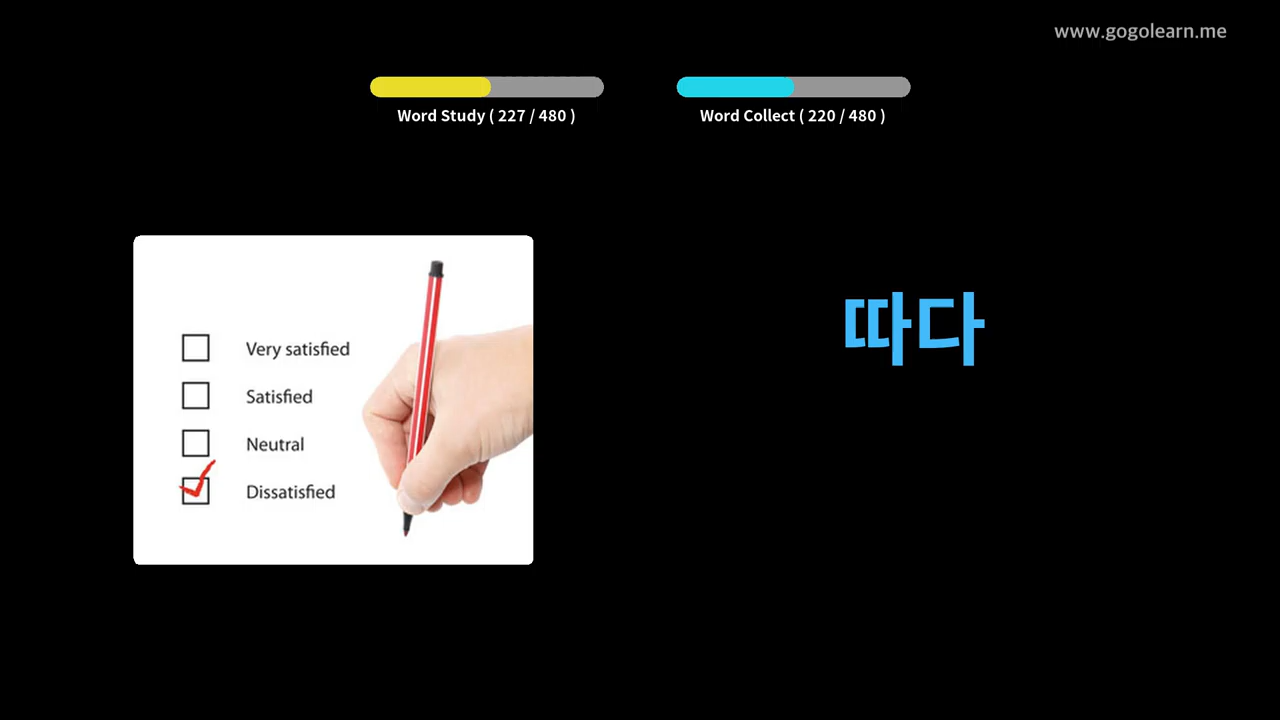 www.gogolearn.me
Word Study ( 227 / 480 )
Word Collect ( 220 / 480 )
Very satisfied
Satisfied
Neutral
Dissatisfied
따다